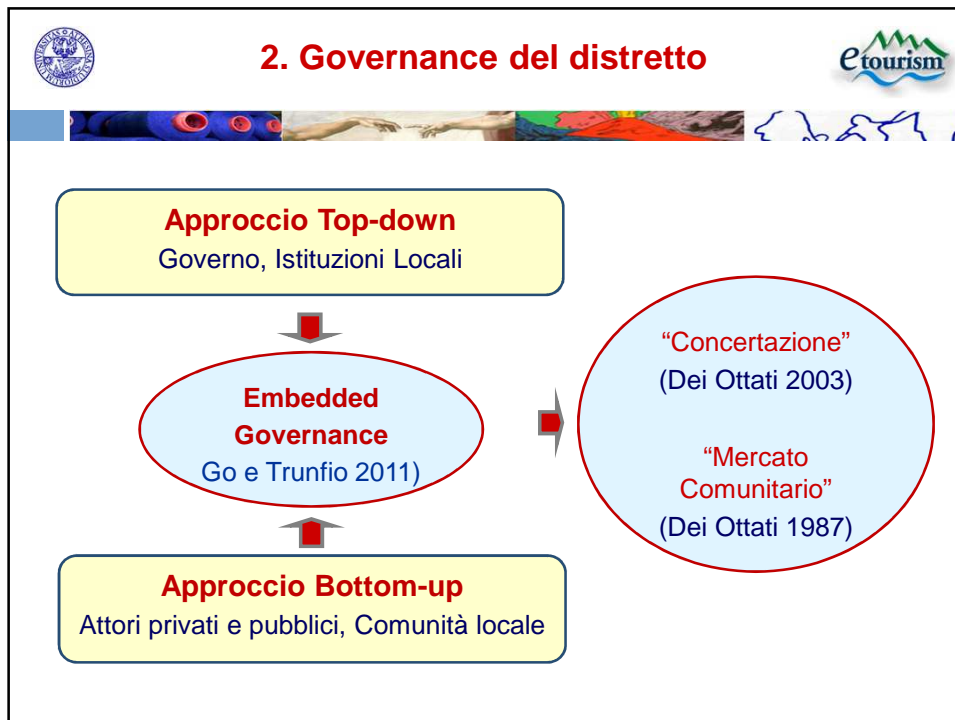 2. Governance del distretto
etourism
Approccio Top-down
Governo, Istituzioni Locali
Embedded
Governance
Go e Trunfio 2011)
“Concertazione”
(Dei Ottati 2003)
“Mercato
Comunitario”
(Dei Ottati 1987)
Approccio Bottom-up
Attori privati e pubblici, Comunità locale